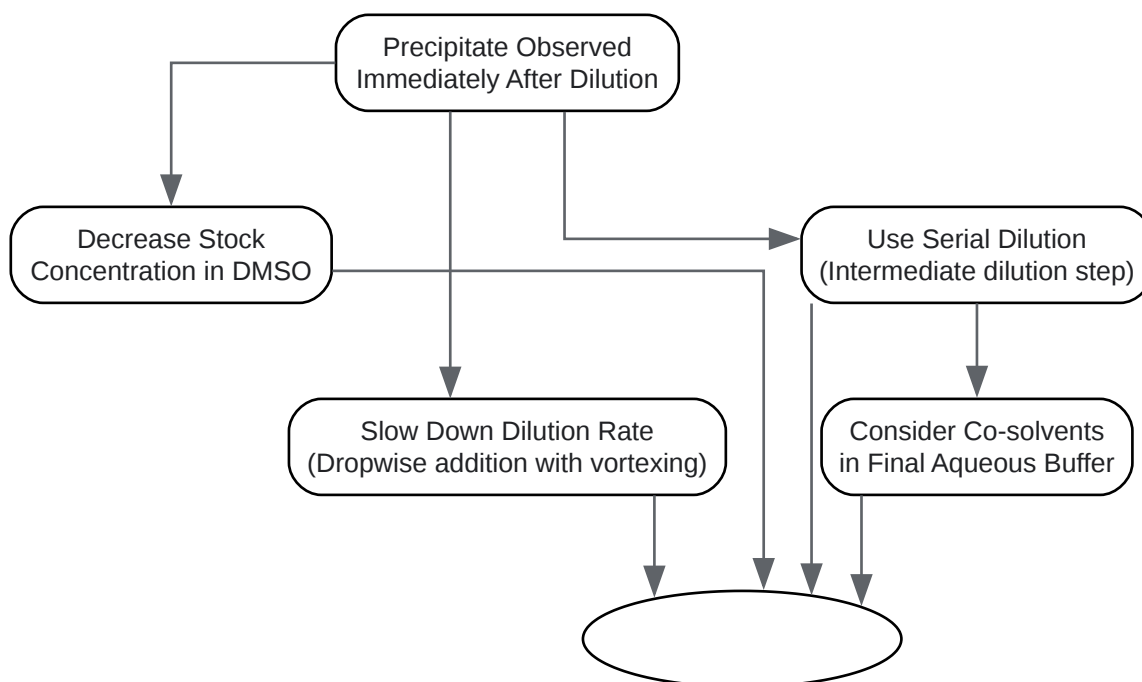 Precipitate Observed
Immediately After Dilution
Decrease Stock
Concentration in DMSO
Use Serial Dilution
(Intermediate dilution step)
Slow Down Dilution Rate
(Dropwise addition with vortexing)
Consider Co-solvents
in Final Aqueous Buffer